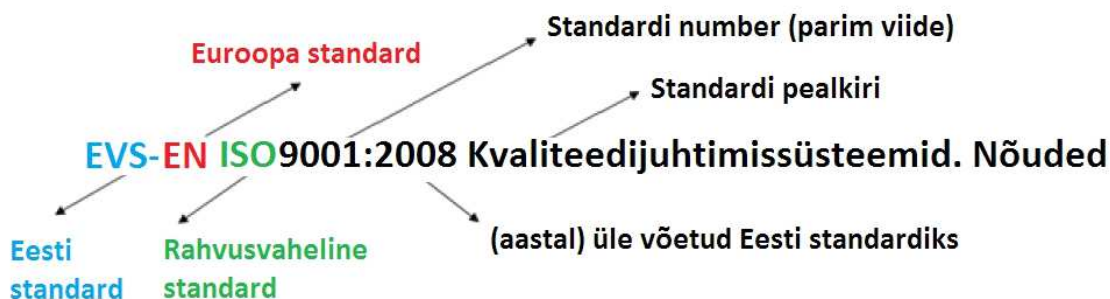 Standardi number (parim viide)
Euroopa standard
Standardi pealkiri
EVS-EN ISO9001:2008 Kvaliteedijuhtimissüsteemid. Nõuded
(aastal) üle võetud Eesti standardiks
Eesti
standard
Rahvusvaheline
standard